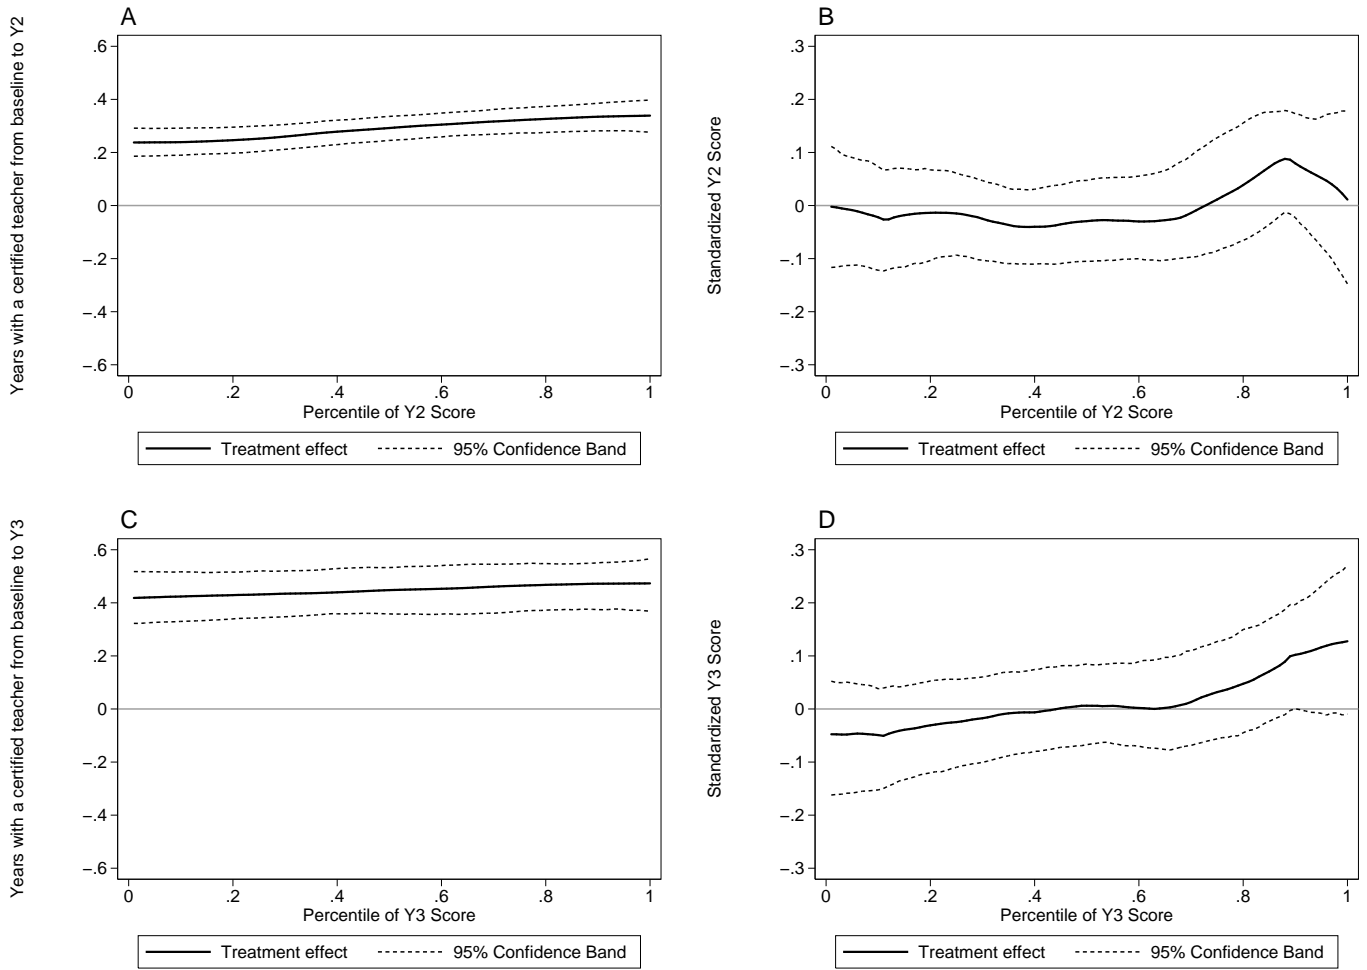 A
Years with a certified teacher from baseline to Y2
.6
.4
.2
0
−.2
−.4
−.6
0 .2 .4 .6 .8 1
Percentile of Y2 Score
Treatment effect 95% Confidence Band
B
Standardized Y2 Score
.3
.2
.1
0
−.1
−.2
−.3
0 .2 .4 .6 .8 1
Percentile of Y2 Score
Treatment effect 95% Confidence Band
C
Years with a certified teacher from baseline to Y3
.6
.4
.2
0
−.2
−.4
−.6
0 .2 .4 .6 .8 1
Percentile of Y3 Score
Treatment effect 95% Confidence Band
D
Standardized Y3 Score
.3
.2
.1
0
−.1
−.2
−.3
0 .2 .4 .6 .8 1
Percentile of Y3 Score
Treatment effect 95% Confidence Band